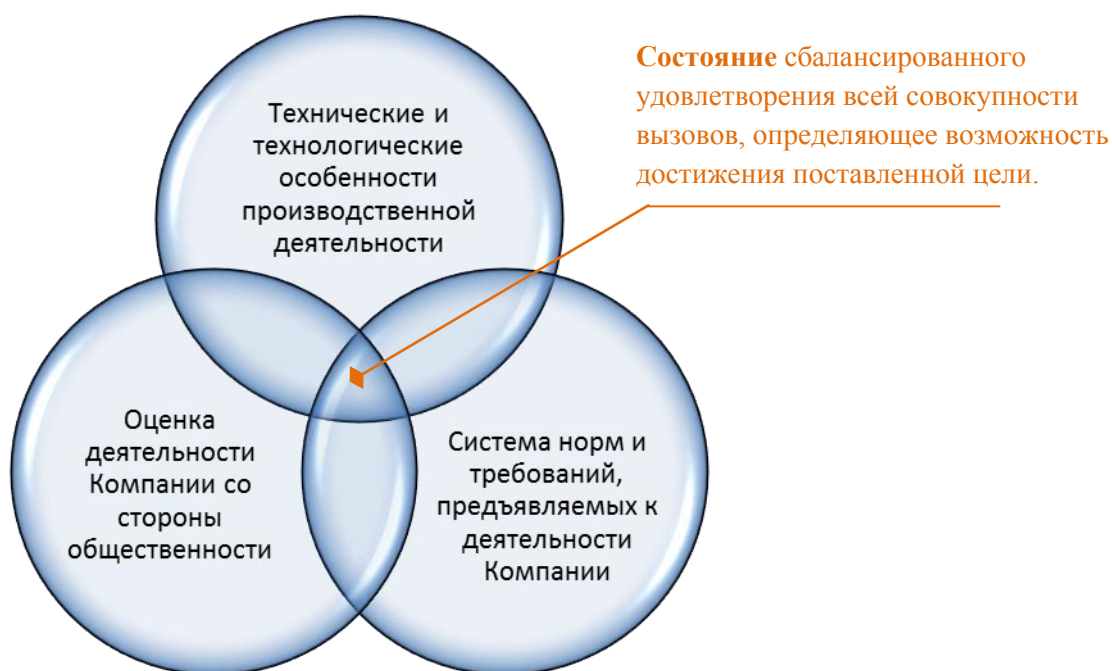 Состояние сбалансированного
удовлетворения всей совокупности
вызовов, определяющее возможность
достижения поставленной цели.
Технические и
технологические
особенности
производственной
деятельности
Оценка
деятельности
Компании со
стороны
общественности
Система норм и
требований,
предъявляемых к
деятельности
Компании